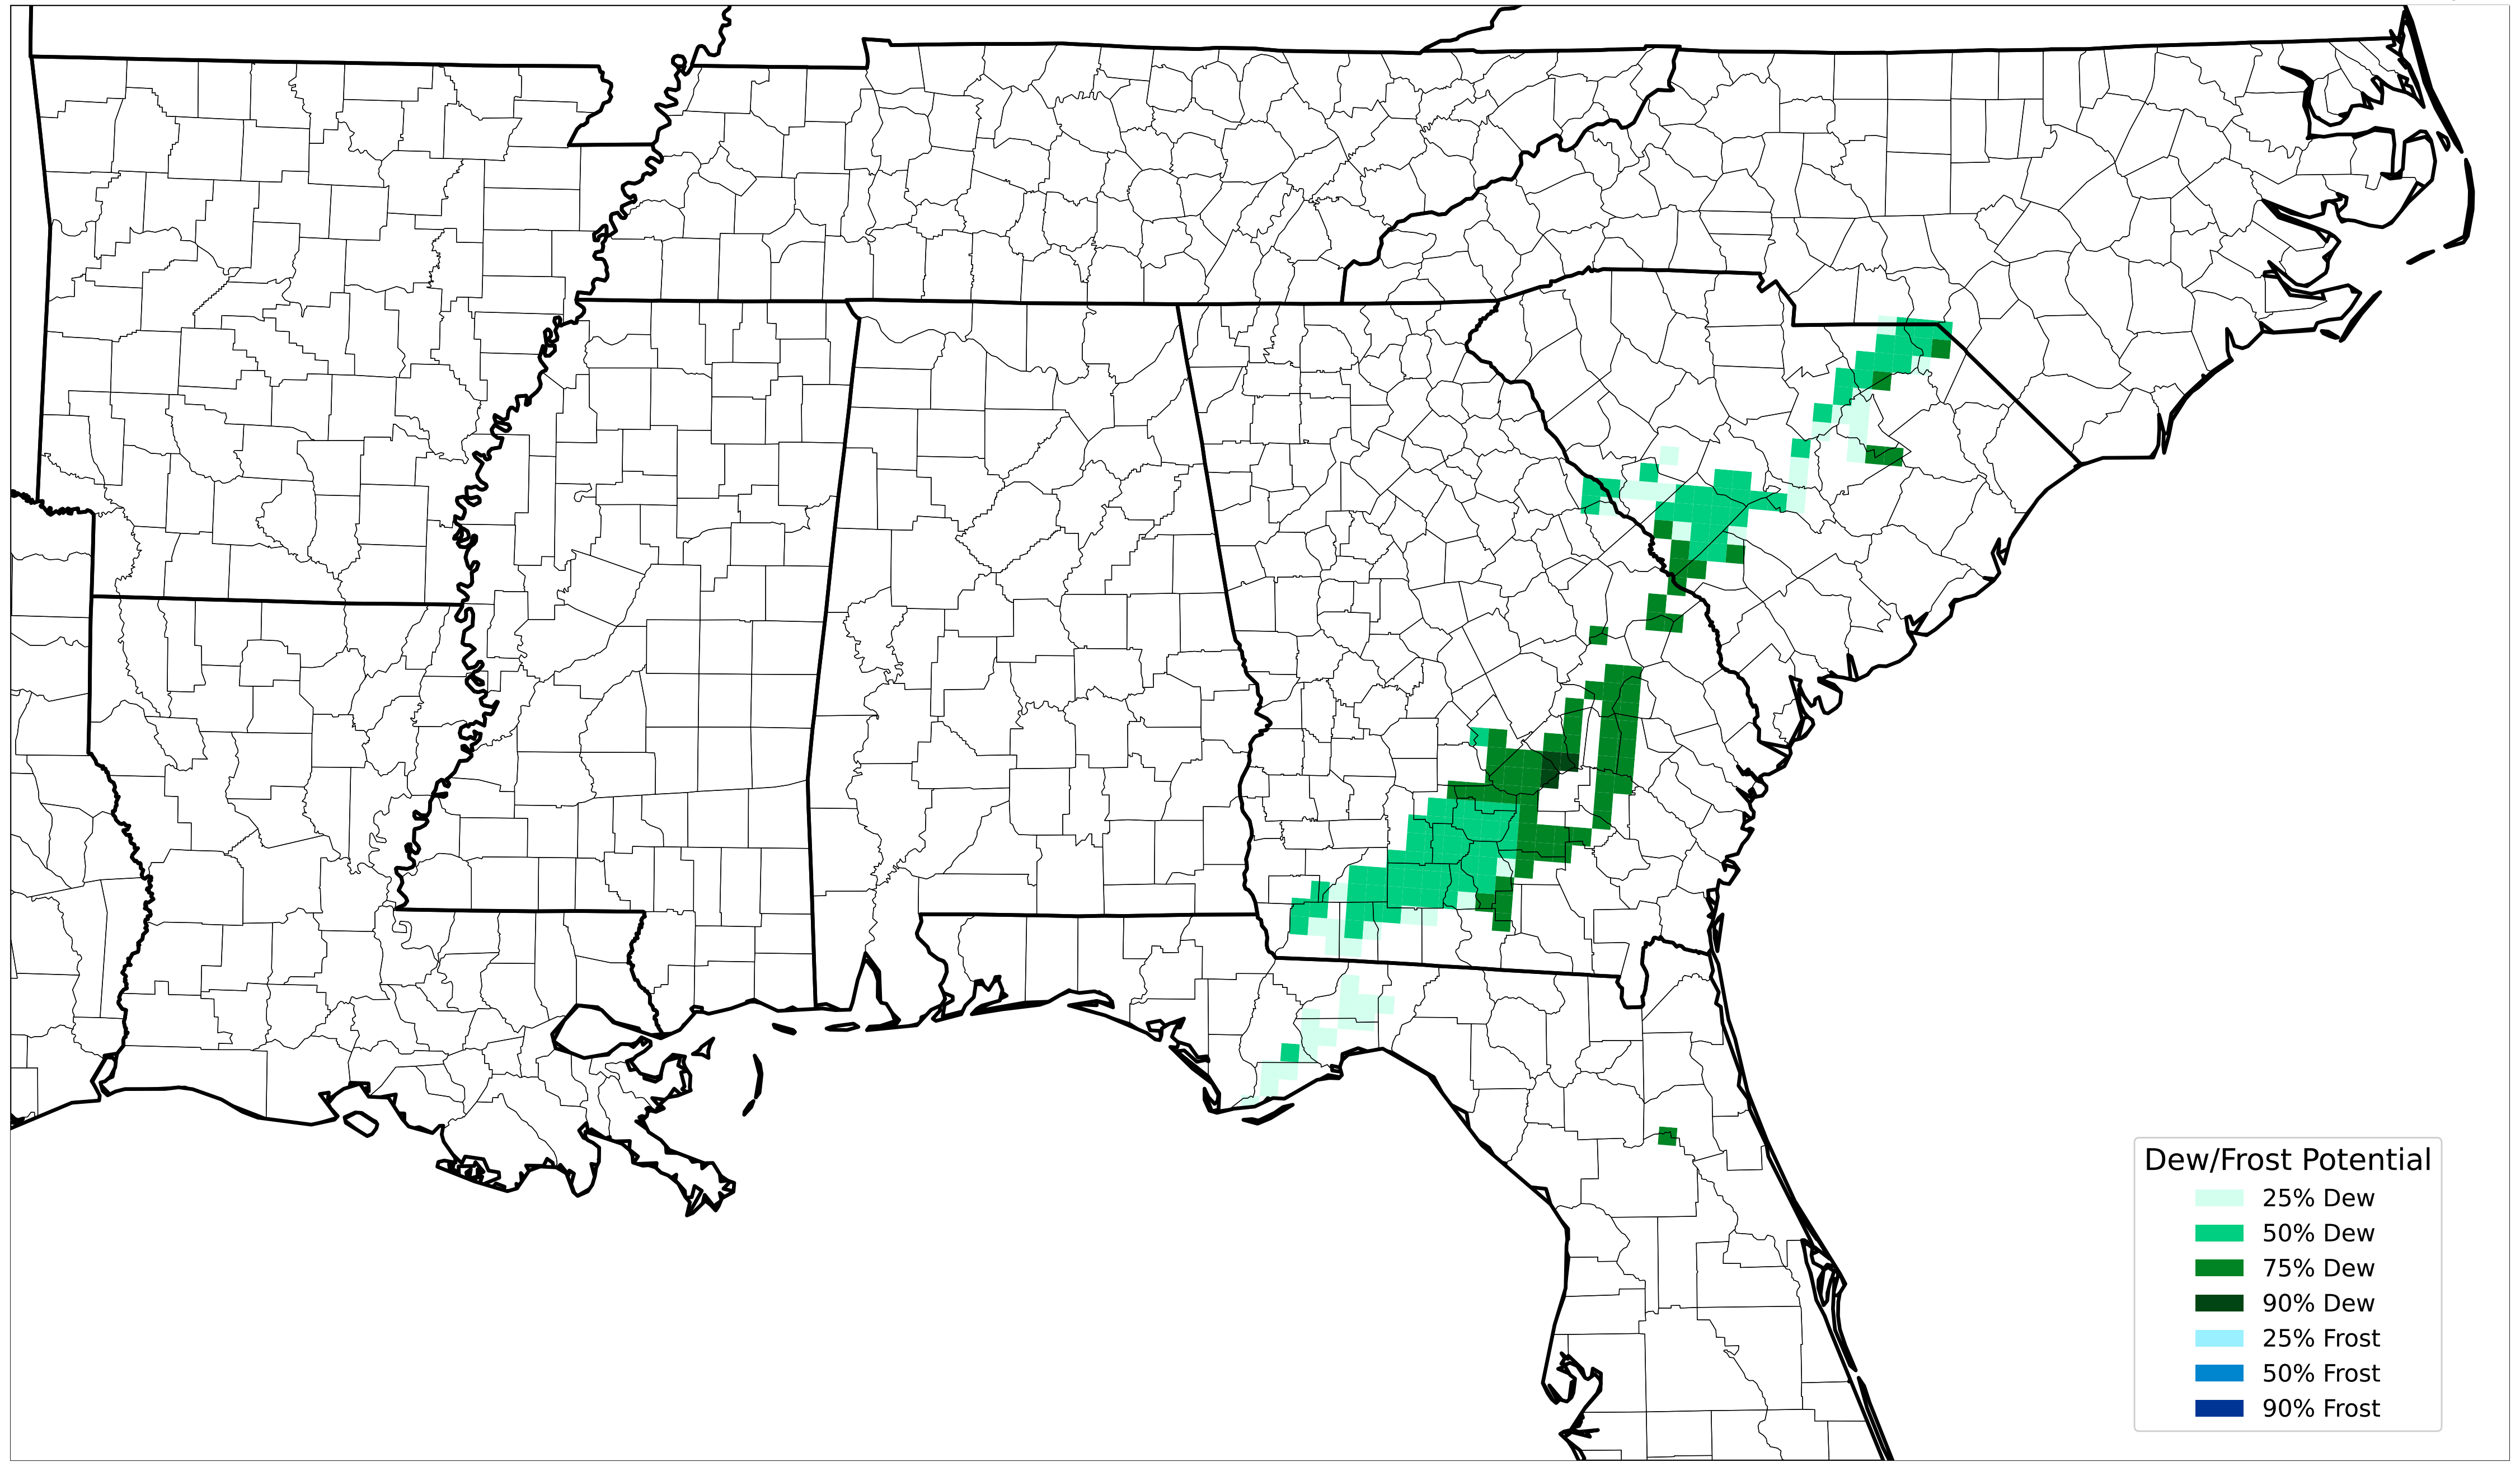 Dew/Frost Potential
25% Dew
50% Dew
75% Dew
90% Dew
25% Frost
50% Frost
90% Frost